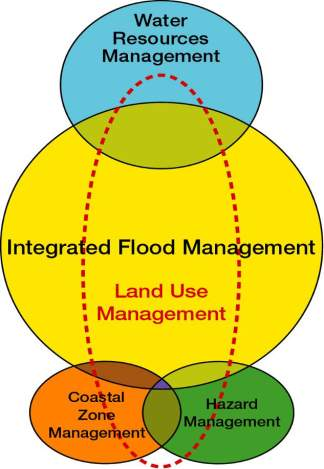 Water
Resources
Management
Integrated Flood Management
Land Use
Management
Coastal
Zone
Management
Hazard
Management